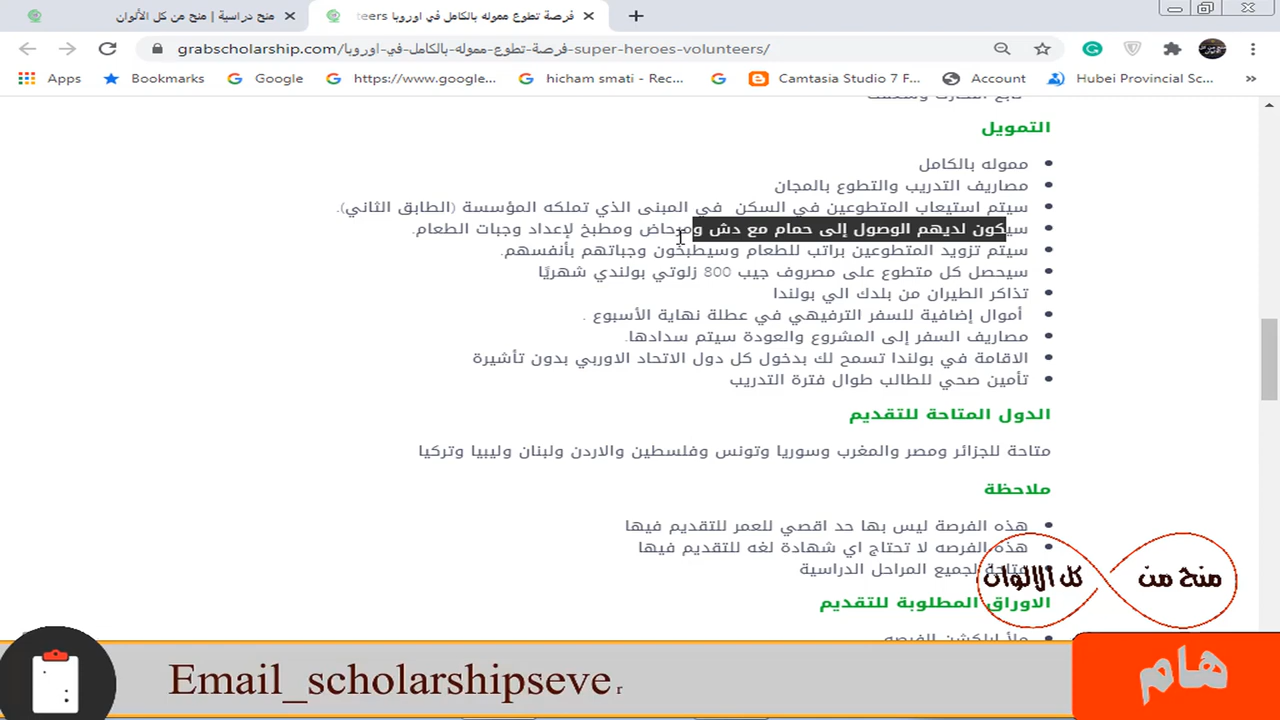 منح دراسية | منح من كل الألوان
فرصة تطوع مموله بالكامل في اوروبا teers
grabscholarship.com/فرصة-تطوع-مموله-بالكامل-في-اوروبا-super-heroes-volunteers/
Apps Bookmarks Google https://www.google... hicham smati - Rec... Camtasia Studio 7 F... Account Hubei Provincial Sc... »
التمويل
مموله بالكامل
مصاريف التدريب والتطوع بالمجان
سيتم استيعاب المتطوعين في السكن في المبنى الذي تملكه المؤسسة (الطابق الثاني).
سيكون لديهم الوصول إلى حمام مع دش ومرحاض ومطبخ لإعداد وجبات الطعام.
سيتم تزويد المتطوعين براتب للطعام وسيطبخون وجباتهم بأنفسهم.
سيحصل كل متطوع على مصروف جيب 800 زلوتي بولندي شهريًا
تذاكر الطيران من بلدك الي بولندا
أموال إضافية للسفر الترفيهي في عطلة نهاية الأسبوع .
مصاريف السفر إلى المشروع والعودة سيتم سدادها.
الاقامة في بولندا تسمح لك بدخول كل دول الاتحاد الاوربي بدون تأشيرة
تأمين صحي للطالب طوال فترة التدريب
الدول المتاحة للتقديم
متاحة للجزائر ومصر والمغرب وسوريا وتونس وفلسطين والاردن ولبنان وليبيا وتركيا
ملاحظة
هذه الفرصة ليس بها حد اقصي للعمر للتقديم فيها
هذه الفرصه لا تحتاج اي شهادة لغه للتقديم فيها
متاحة لجميع المراحل الدراسية
منح من كل الالوان
الاوراق المطلوبة للتقديم
Email_scholarshipsever
هام